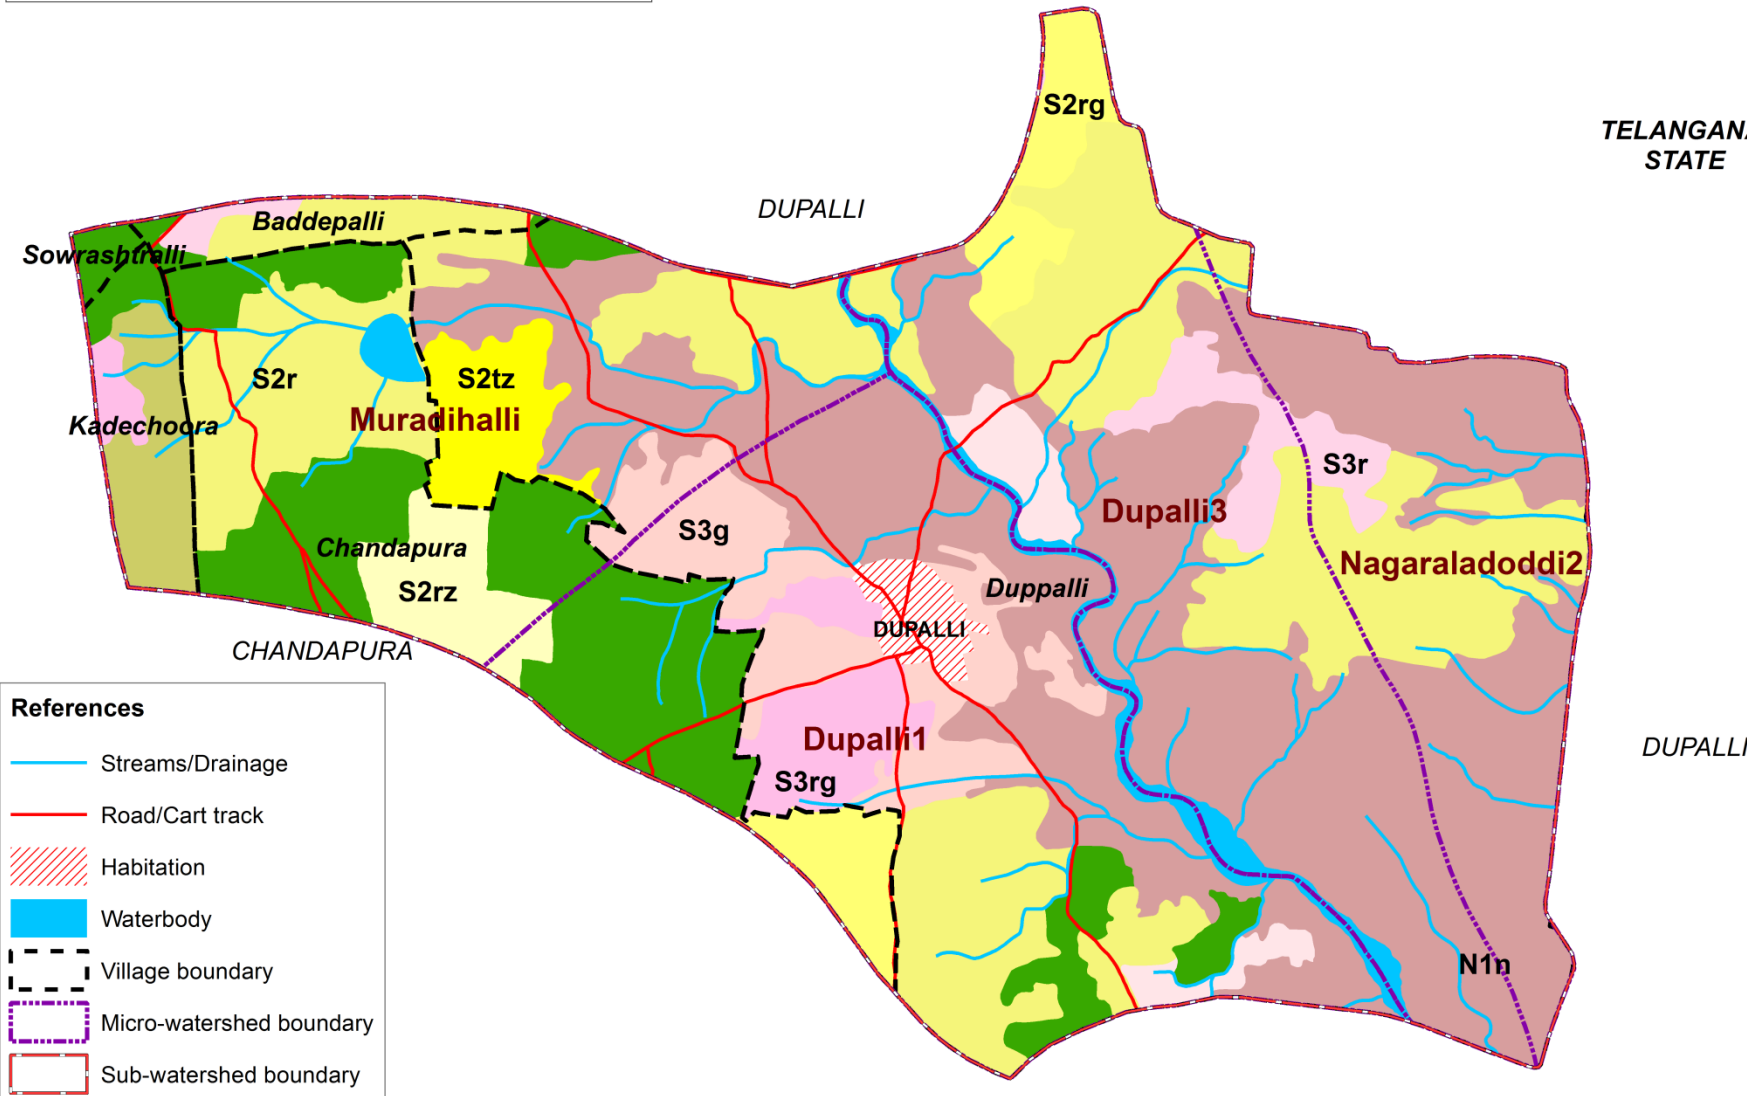 S2rg
TELANGAN
STATE
DUPALLI
Baddepalli
Sowrashtralli
S2r
S2tz
Muradihalli
Kadechoora
S3r
Dupalli3
S3g
Chandapura
Nagaraladoddi2
S2rz
Duppalli
DUPALLI
CHANDAPURA
Dupalli1
DUPALLI
S3rg
N1n
References
Streams/Drainage
Road/Cart track
Habitation
Waterbody
Village boundary
Micro-watershed boundary
Sub-watershed boundary